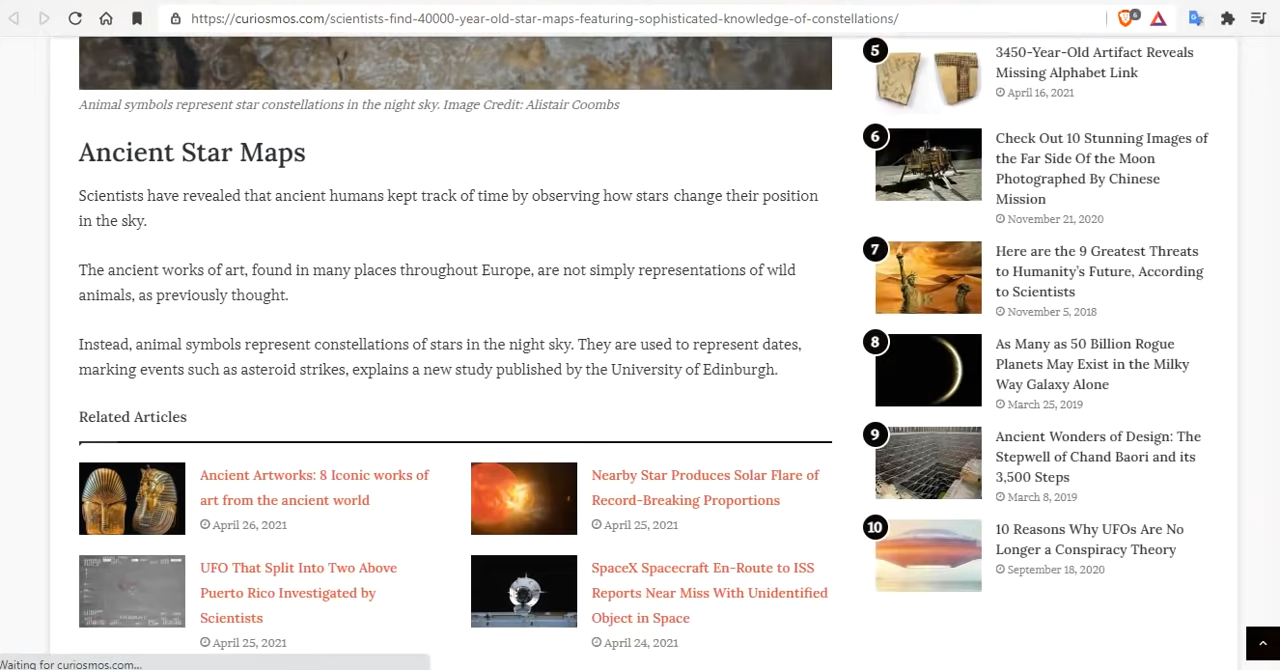 https://curiosmos.com/scientists-find-40000-year-old-star-maps-featuring-sophisticated-knowledge-of-constellations/
6
Animal symbols represent star constellations in the night sky. Image Credit: Alistair Coombs
Ancient Star Maps
Scientists have revealed that ancient humans kept track of time by observing how stars change their position
in the sky.
The ancient works of art, found in many places throughout Europe, are not simply representations of wild
animals, as previously thought.
Instead, animal symbols represent constellations of stars in the night sky. They are used to represent dates,
marking events such as asteroid strikes, explains a new study published by the University of Edinburgh.
Related Articles
Ancient Artworks: 8 Iconic works of
art from the ancient world
April 26, 2021
Nearby Star Produces Solar Flare of
Record-Breaking Proportions
April 25, 2021
UFO That Split Into Two Above
Puerto Rico Investigated by
Scientists
April 25, 2021
SpaceX Spacecraft En-Route to ISS
Reports Near Miss With Unidentified
Object in Space
April 24, 2021
5
3450-Year-Old Artifact Reveals
Missing Alphabet Link
April 16, 2021
6
Check Out 10 Stunning Images of
the Far Side Of the Moon
Photographed By Chinese
Mission
November 21, 2020
7
Here are the 9 Greatest Threats
to Humanity's Future, According
to Scientists
November 5, 2018
8
As Many as 50 Billion Rogue
Planets May Exist in the Milky
Way Galaxy Alone
March 25, 2019
9
Ancient Wonders of Design: The
Stepwell of Chand Baori and its
3,500 Steps
March 8, 2019
10
10 Reasons Why UFOs Are No
Longer a Conspiracy Theory
September 18, 2020
Waiting for curiosmos.com...